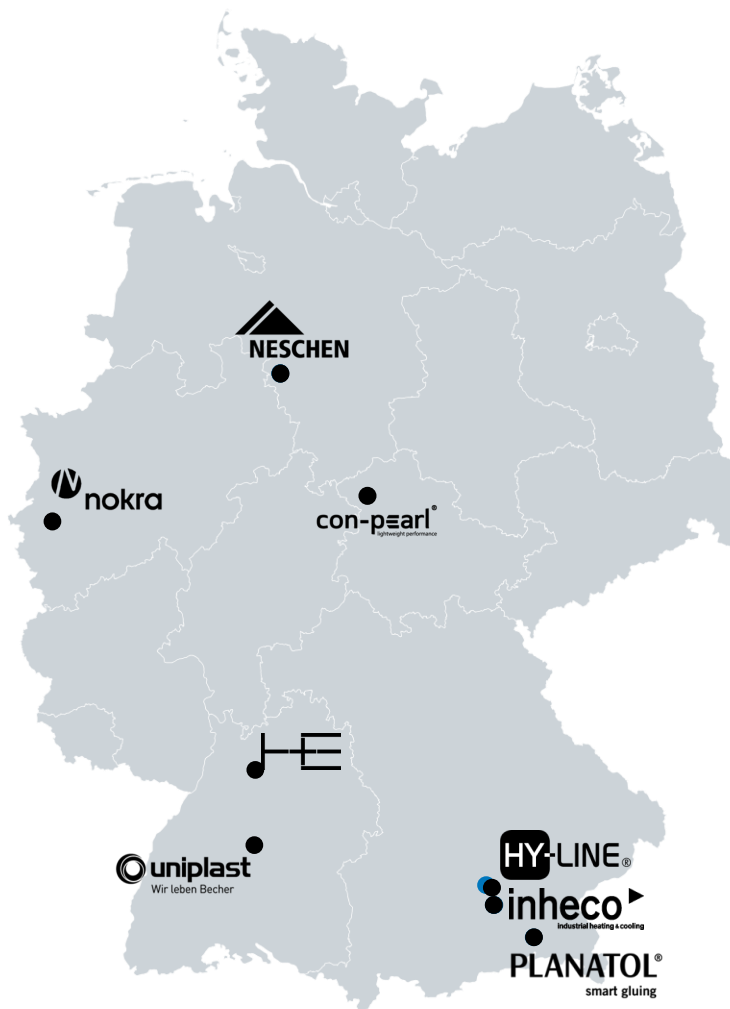 NESCHEN
nokra
con-pearl®
lightweight performance
H+E
uniplast
Wir leben Becher
HY-LINE®
inheco
industrial heating & cooling
PLANATOL®
smart gluing